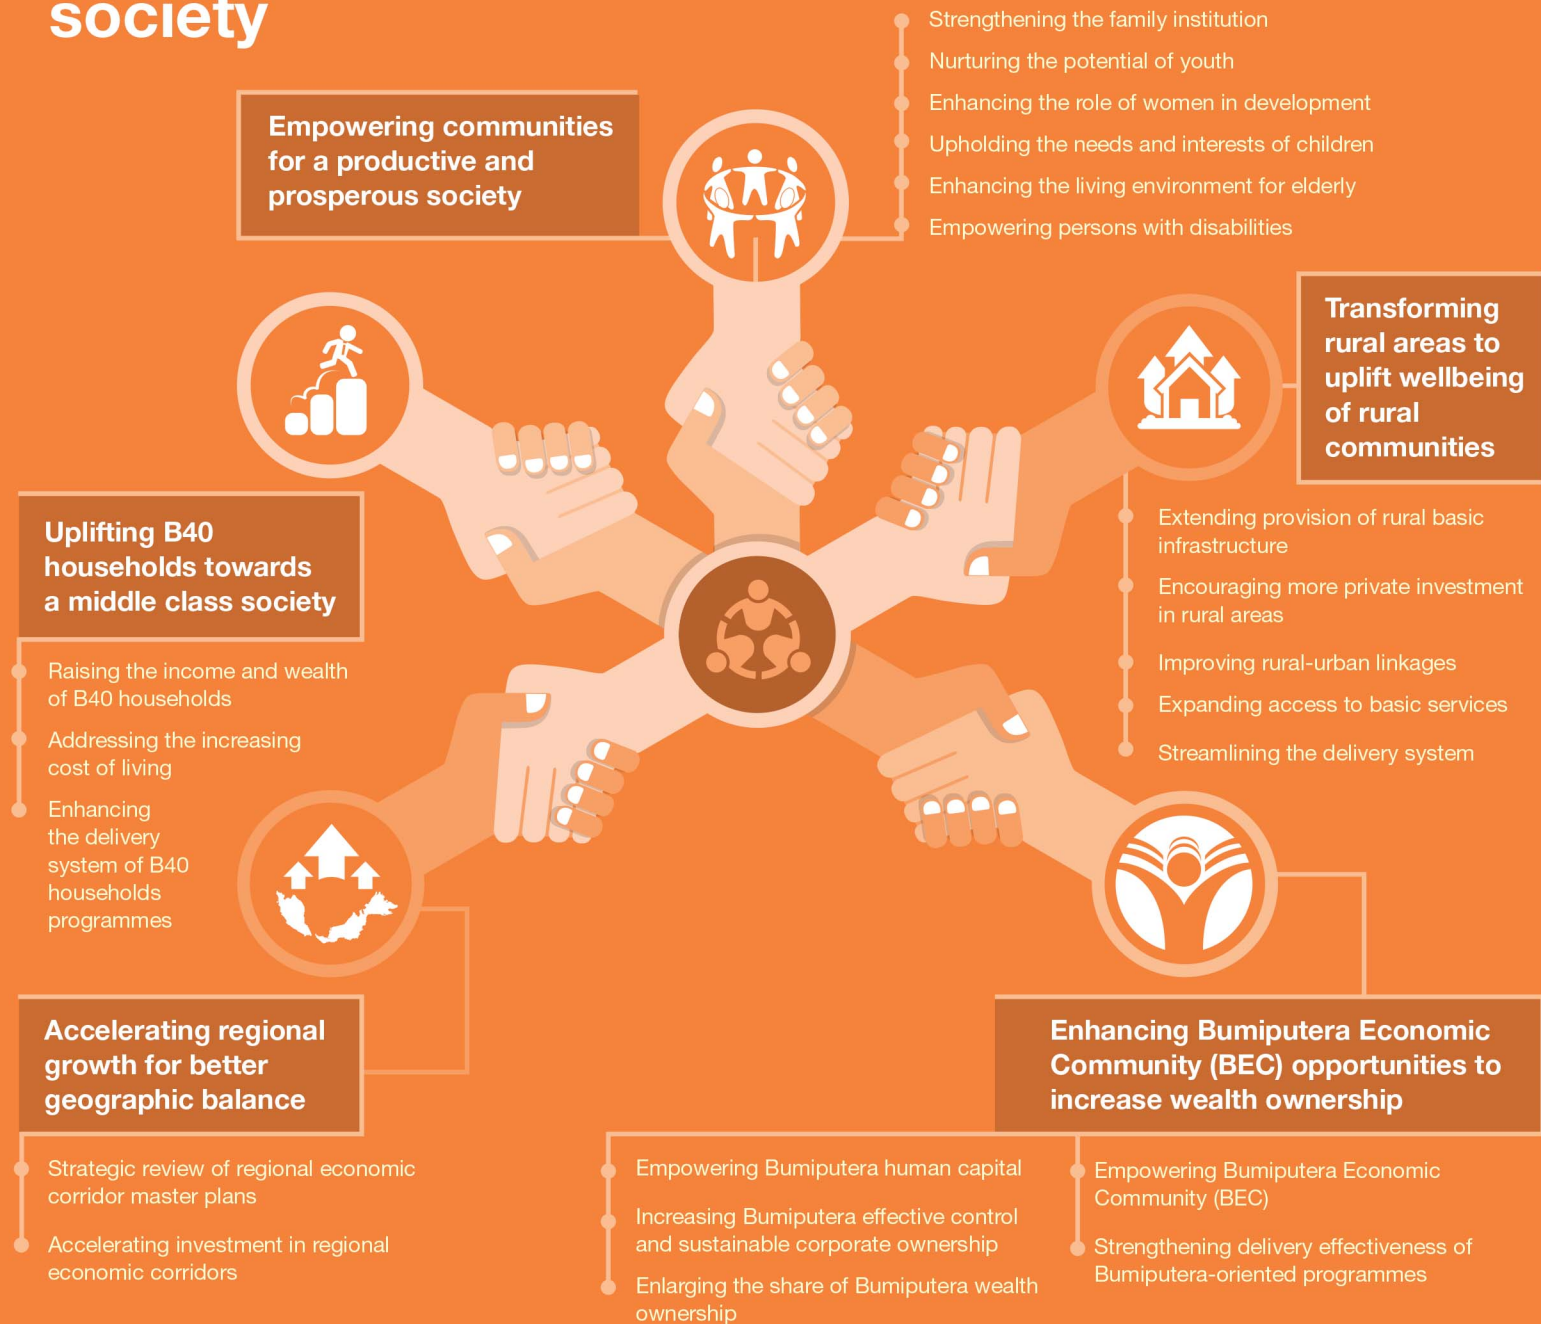 society
Empowering communities
for a productive and
prosperous society
Strengthening the family institution
Nurturing the potential of youth
Enhancing the role of women in development
Upholding the needs and interests of children
Enhancing the living environment for elderly
Empowering persons with disabilities
Transforming
rural areas to
uplift wellbeing
of rural
communities
Extending provision of rural basic
infrastructure
Encouraging more private investment
in rural areas
Improving rural-urban linkages
Expanding access to basic services
Streamlining the delivery system
Uplifting B40
households towards
a middle class society
Raising the income and wealth
of B40 households
Addressing the increasing
cost of living
Enhancing
the delivery
system of B40
households
programmes
Accelerating regional
growth for better
geographic balance
Strategic review of regional economic
corridor master plans
Accelerating investment in regional
economic corridors
Enhancing Bumiputera Economic
Community (BEC) opportunities to
increase wealth ownership
Empowering Bumiputera human capital
Increasing Bumiputera effective control
and sustainable corporate ownership
Enlarging the share of Bumiputera wealth
ownership
Empowering Bumiputera Economic
Community (BEC)
Strengthening delivery effectiveness of
Bumiputera-oriented programmes